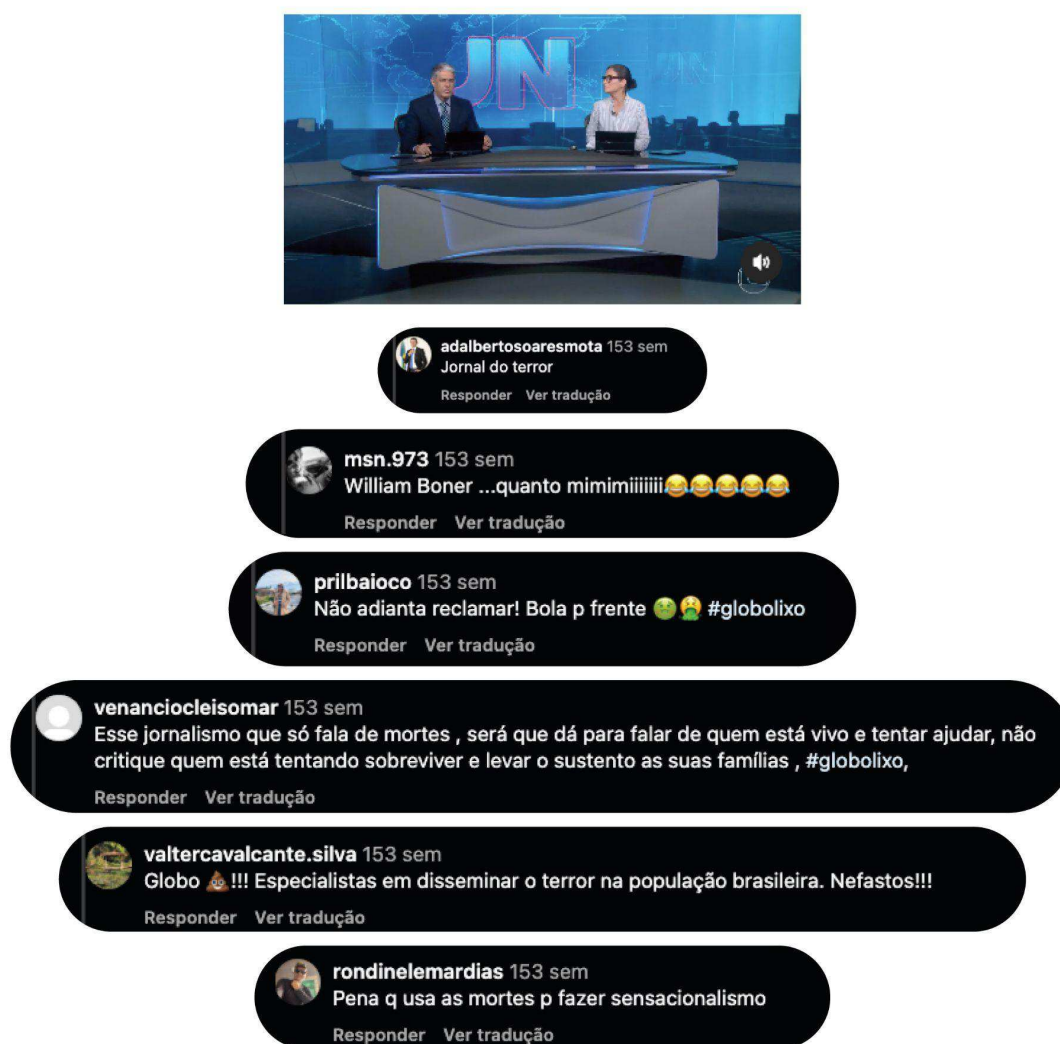 JN
adalbertosoaresmota 153 sem
Jornal do terror
Responder Ver tradução
msn.973 153 sem
William Boner ...quanto mimimiiiiiii😂😂😂😂😂
Responder Ver tradução
prilbaioco 153 sem
Não adianta reclamar! Bola p frente 🤢🤮 #globolixo
Responder Ver tradução
venanciocleisomar 153 sem
Esse jornalismo que só fala de mortes , será que dá para falar de quem está vivo e tentar ajudar, não
critique quem está tentando sobreviver e levar o sustento as suas famílias , #globolixo,
Responder Ver tradução
valtercavalcante.silva 153 sem
Globo 💩!!! Especialistas em disseminar o terror na população brasileira. Nefastos!!!
Responder Ver tradução
rondinelemardias 153 sem
Pena q usa as mortes p fazer sensacionalismo
Responder Ver tradução